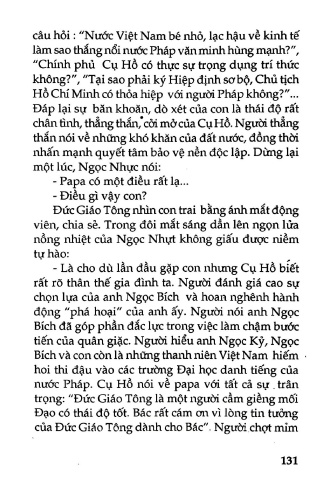 câu hỏi : “Nước Việt Nam bé nhỏ, lạc hậu về kinh tế
làm sao thắng nổi nước Pháp văn minh hùng mạnh?”,
“Chính phủ Cụ Hồ có thực sự trọng dụng trí thức
không?”, “Tại sao phải ký Hiệp định sơ bộ, Chủ tịch
Hồ Chí Minh có thỏa hiệp với người Pháp không?”...
Đáp lại sự băn khoăn, dò xét của con là thái độ rất
chân tình, thẳng thắn, cởi mở của Cụ Hồ. Người thẳng
thắn nói về những khó khăn của đất nước, đồng thời
nhấn mạnh quyết tâm bảo vệ nền độc lập. Dừng lại
một lúc, Ngọc Nhực nói:
- Papa có một điều rất lạ...
- Điều gì vậy con?
Đức Giáo Tông nhìn con trai bằng ánh mắt động
viên, chia sẻ. Trong đôi mắt sáng dần lên ngọn lửa
nồng nhiệt của Ngọc Nhựt không giấu được niềm
tự hào:
- Là cho dù lần đầu gặp con nhưng Cụ Hồ biết
rất rõ thân thế gia đình ta. Người đánh giá cao sự
chọn lựa của anh Ngọc Bích và hoan nghênh hành
động “phá hoại” của anh ấy. Người nói anh Ngọc
Bích đã góp phần đắc lực trong việc làm chậm bước
tiến của quân giặc. Người hiểu anh Ngọc Kỷ, Ngọc
Bích và con còn là những thanh niên Việt Nam hiếm
hoi thi đậu vào các trường Đại học danh tiếng của
nước Pháp. Cụ Hồ nói về papa với tất cả sự trân
trọng: “Đức Giáo Tông là một người cầm giềng mối
Đạo có thái độ tốt. Bác rất cám ơn vì lòng tin tưởng
của Đức Giáo Tông dành cho Bác”. Người chợt mỉm
131